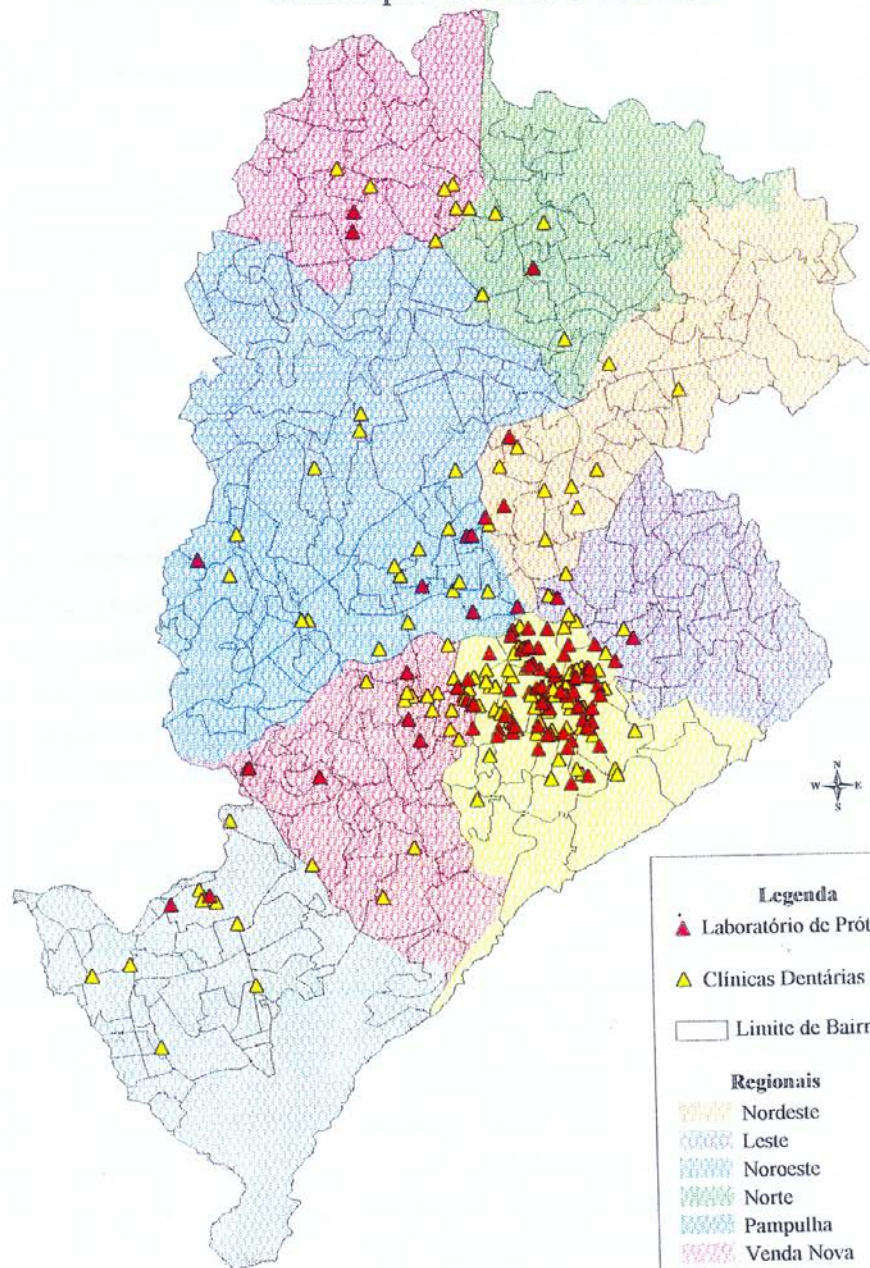 N
W E
S
Legenda
Laboratório de Prót
Clínicas Dentárias
Limite de Bairr
Regionais
Nordeste
Leste
Noroeste
Norte
Pampulha
Venda Nova